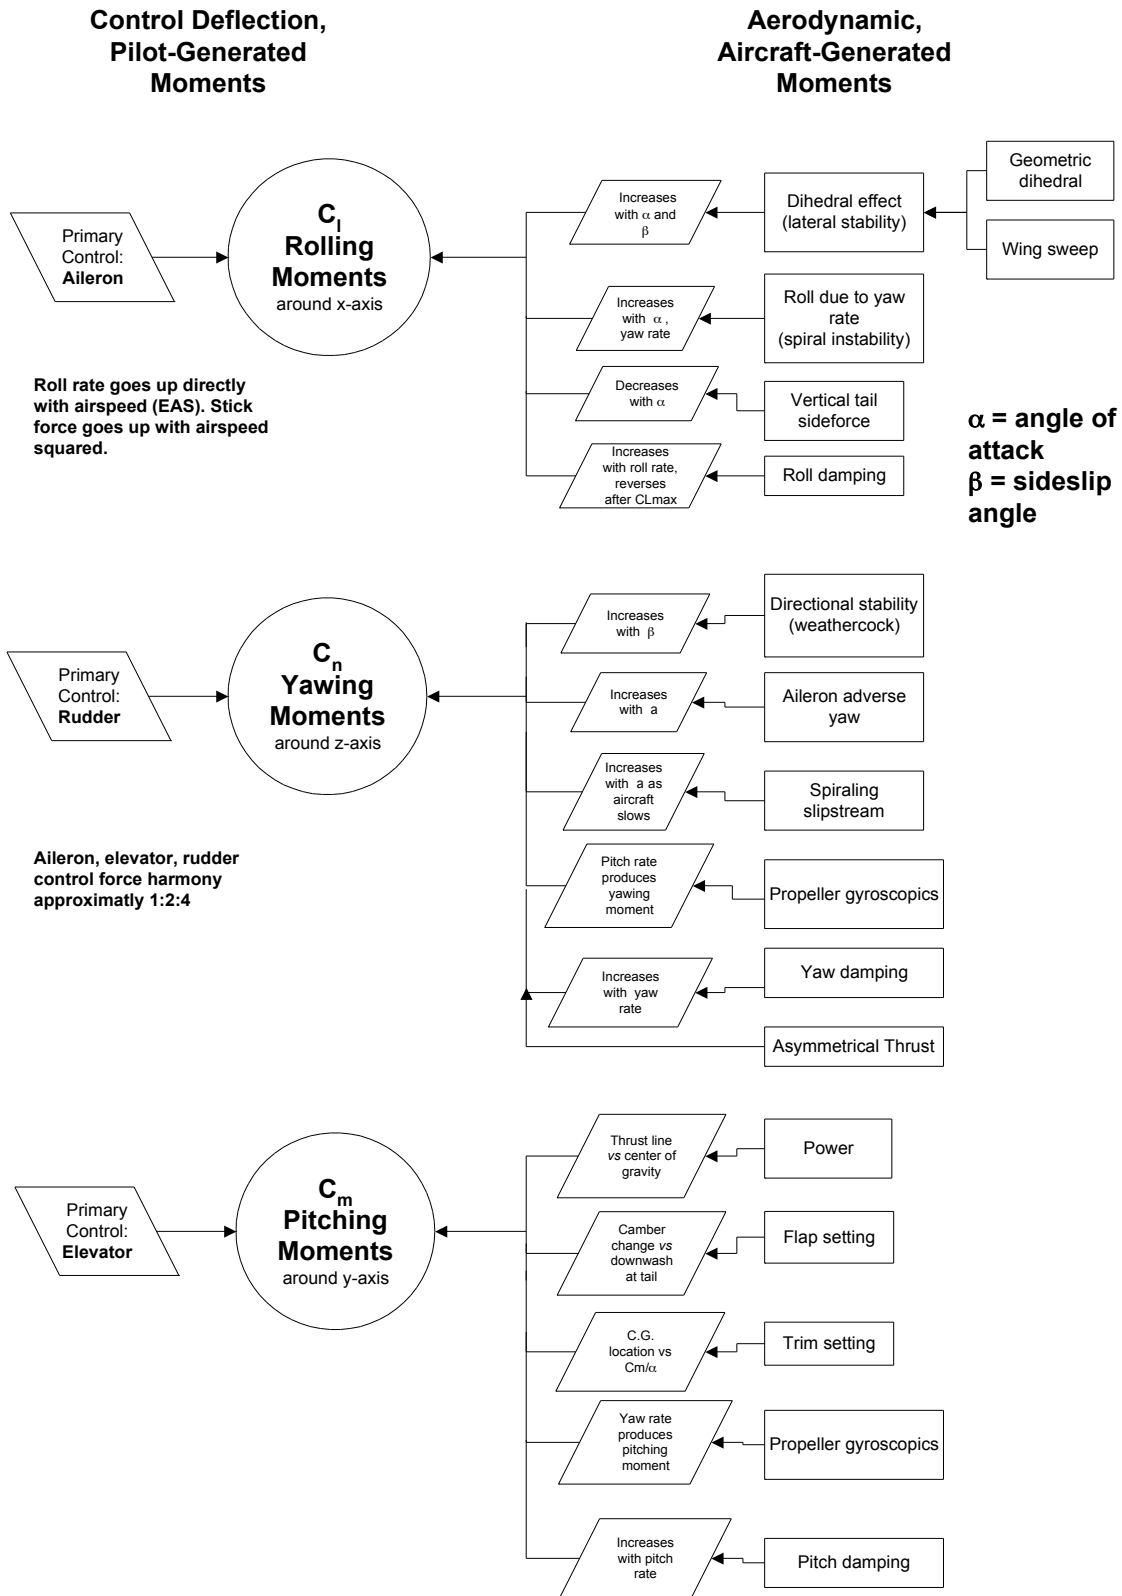 Control Deflection,
Pilot-Generated
Moments
Aerodynamic,
Aircraft-Generated
Moments
Primary
Control:
Aileron
Cl
Rolling
Moments
around x-axis
Increases
with α and
β
Dihedral effect
(lateral stability)
Geometric
dihedral
Wing sweep
Increases
with α ,
yaw rate
Roll due to yaw
rate
(spiral instability)
Decreases
with α
Vertical tail
sideforce
Increases
with roll rate,
reverses
after CLmax
Roll damping
Roll rate goes up directly
with airspeed (EAS). Stick
force goes up with airspeed
squared.
α = angle of
attack
β = sideslip
angle
Primary
Control:
Rudder
Cn
Yawing
Moments
around z-axis
Increases
with β
Directional stability
(weathercock)
Increases
with a
Aileron adverse
yaw
Increases
with a as
aircraft
slows
Spiraling
slipstream
Pitch rate
produces
yawing
moment
Propeller gyroscopics
Increases
with yaw
rate
Yaw damping
Asymmetrical Thrust
Aileron, elevator, rudder
control force harmony
approximatly 1:2:4
Primary
Control:
Elevator
Cm
Pitching
Moments
around y-axis
Thrust line
vs center of
gravity
Power
Camber
change vs
downwash
at tail
Flap setting
C.G.
location vs
Cm/α
Trim setting
Yaw rate
produces
pitching
moment
Propeller gyroscopics
Increases
with pitch
rate
Pitch damping